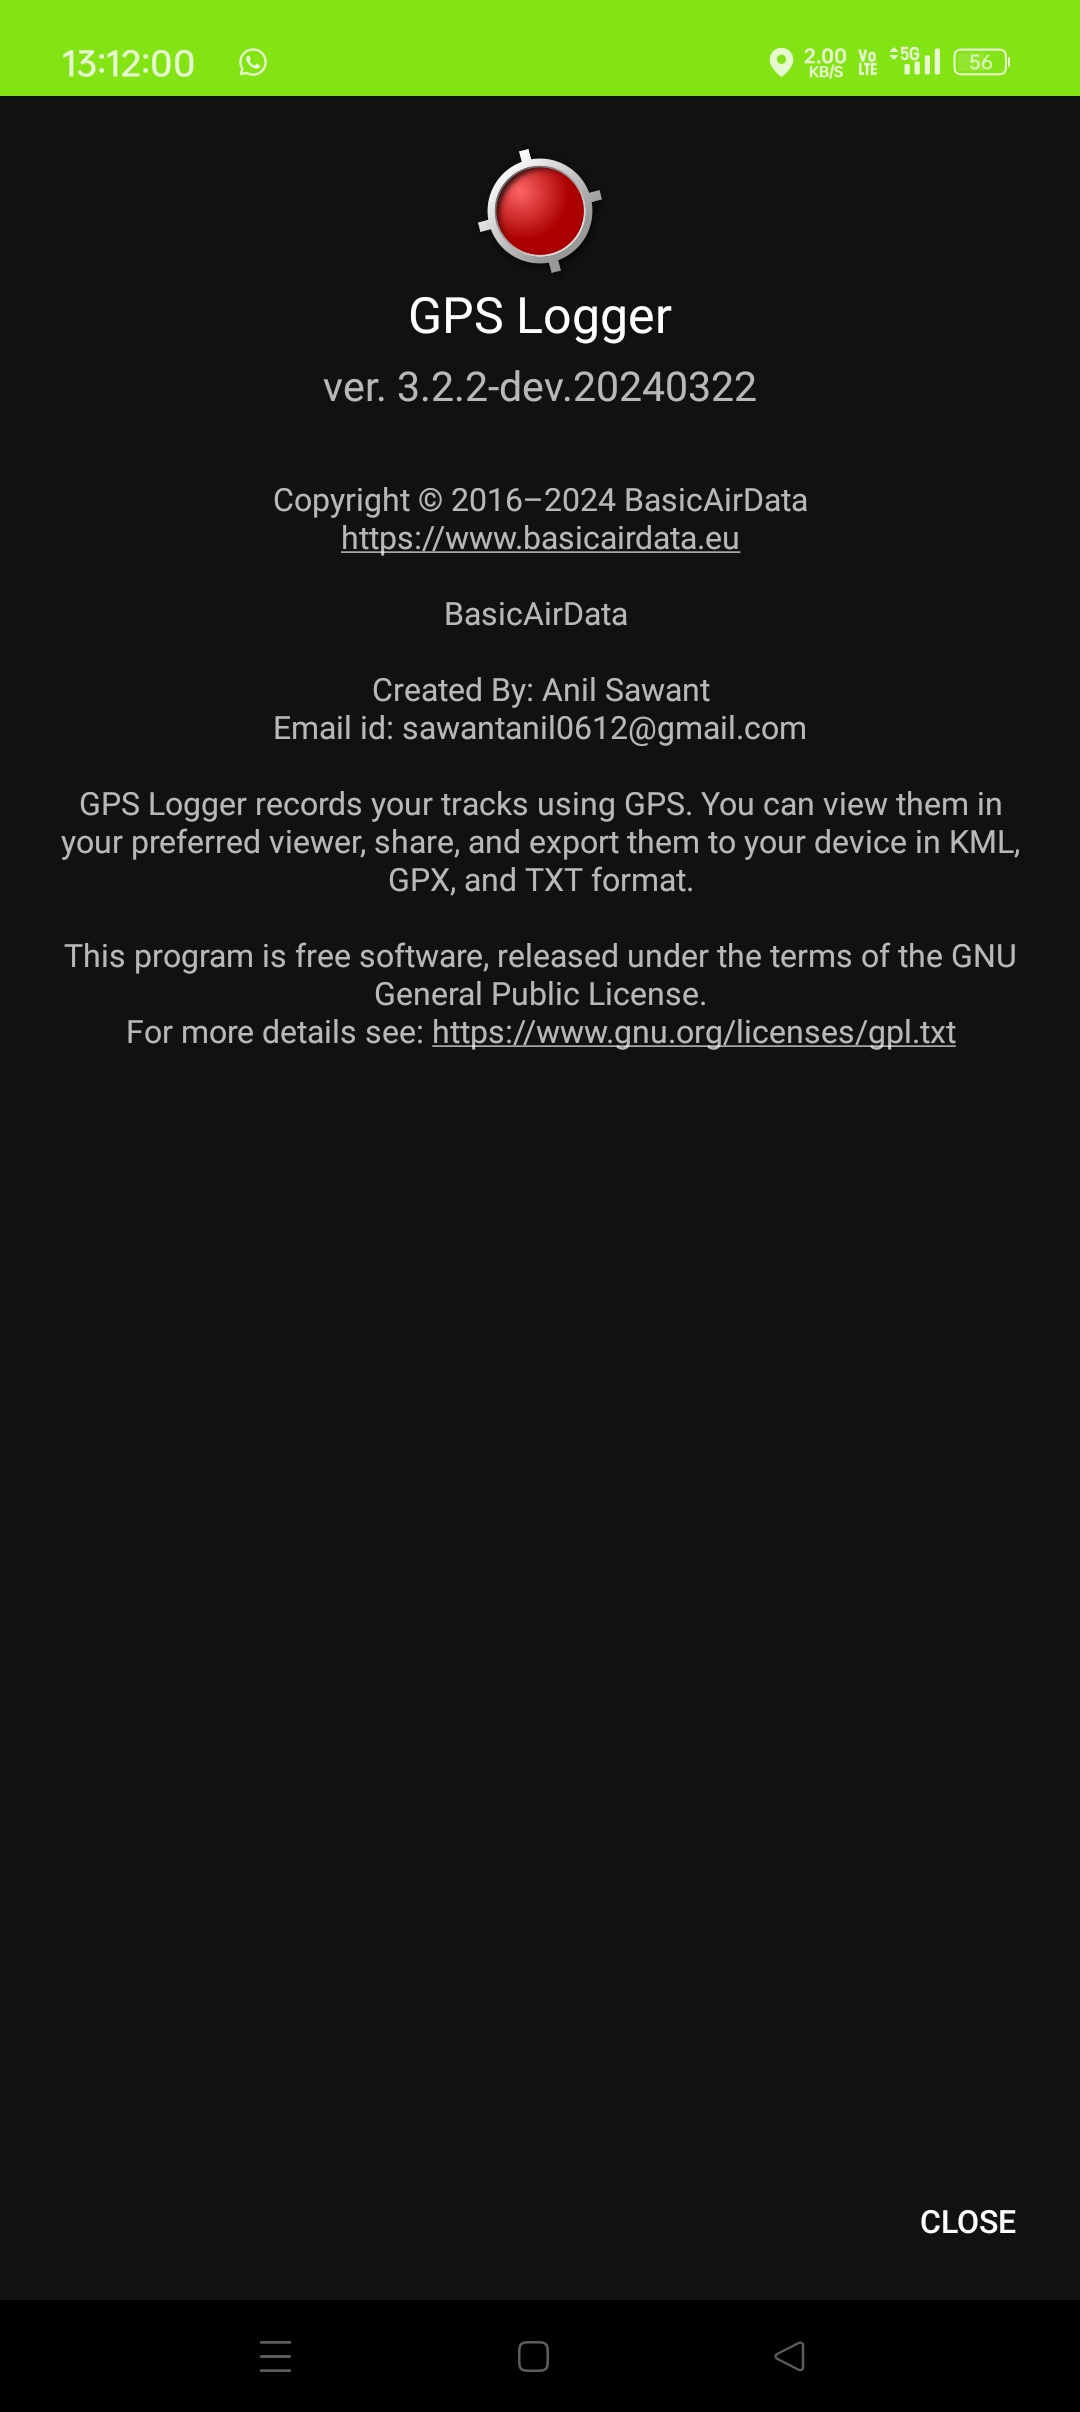 13:12:00 2.00 KB/S Vo LTE 5G 56
GPS Logger
ver. 3.2.2-dev.20240322
Copyright © 2016–2024 BasicAirData
https://www.basicairdata.eu
BasicAirData
Created By: Anil Sawant
Email id: sawantanil0612@gmail.com
GPS Logger records your tracks using GPS. You can view them in
your preferred viewer, share, and export them to your device in KML,
GPX, and TXT format.
This program is free software, released under the terms of the GNU
General Public License.
For more details see: https://www.gnu.org/licenses/gpl.txt
CLOSE